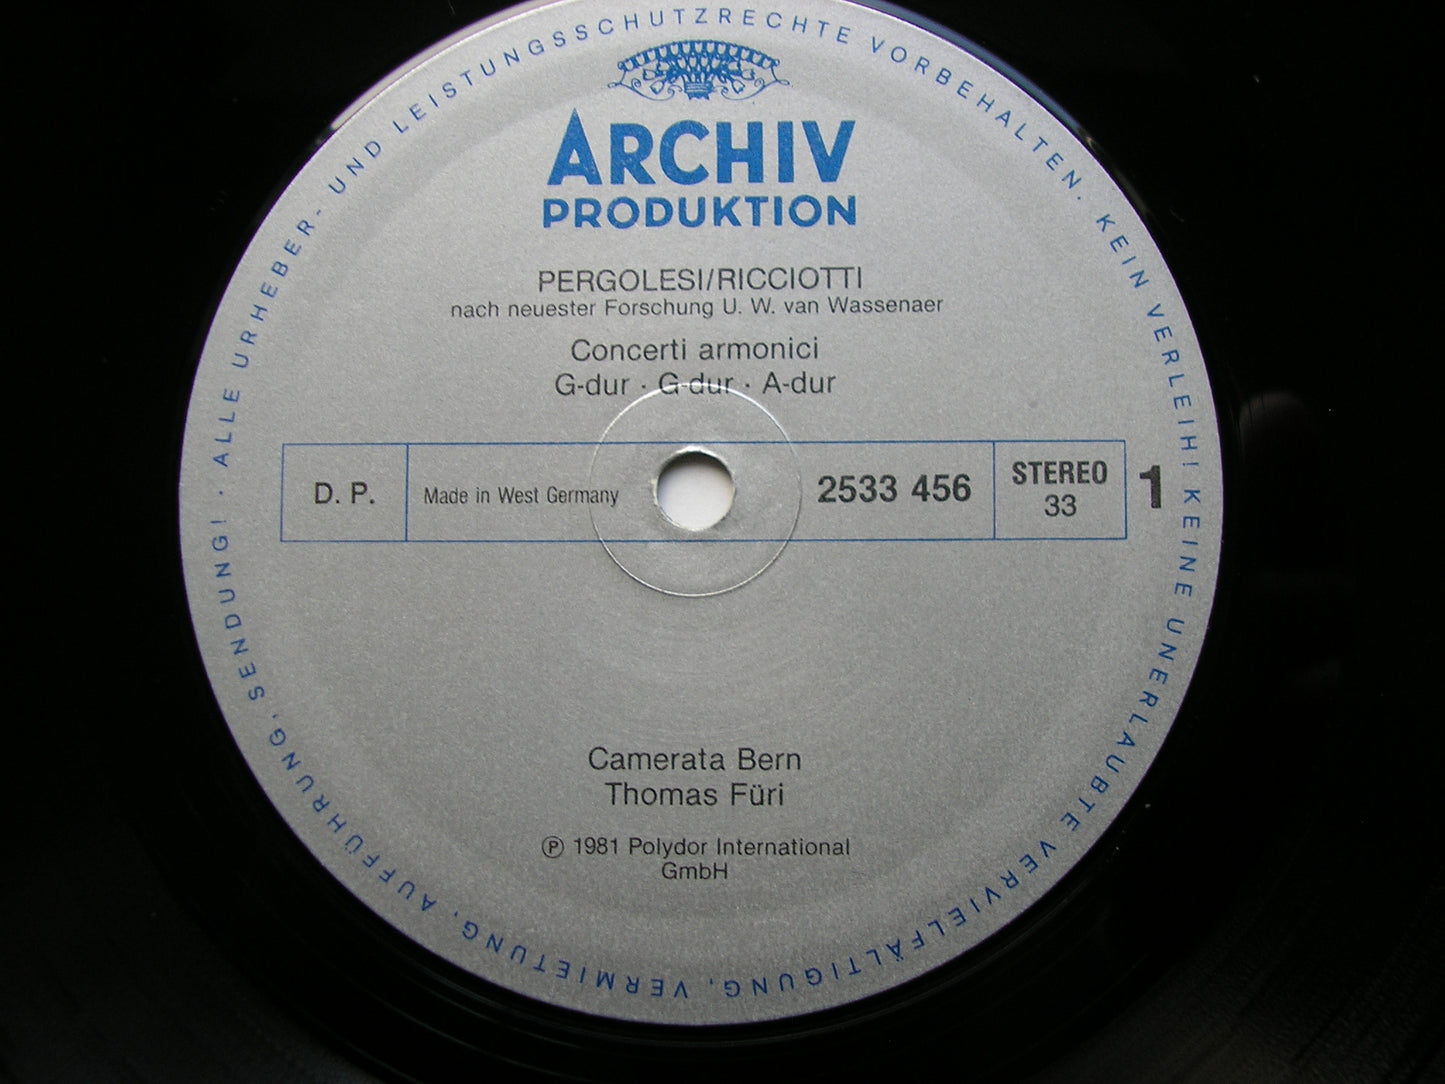 ALLE URHEBER- UND LEISTUNGSSCHUTZRECHTE VORBEHALTEN. KEIN VERLEIH! KEINE UNERLAUBTE VERVIELFÄLTIGUNG, VERMIETUNG, AUFFÜHRUNG, SENDUNG! ·
ARCHIV
PRODUKTION
PERGOLESI/RICCIOTTI
nach neuester Forschung U. W. van Wassenaer
Concerti armonici
G-dur · G-dur · A-dur
D. P. Made in West Germany 2533 456 STEREO 1
33
Camerata Bern
Thomas Füri
Ⓟ 1981 Polydor International
GmbH